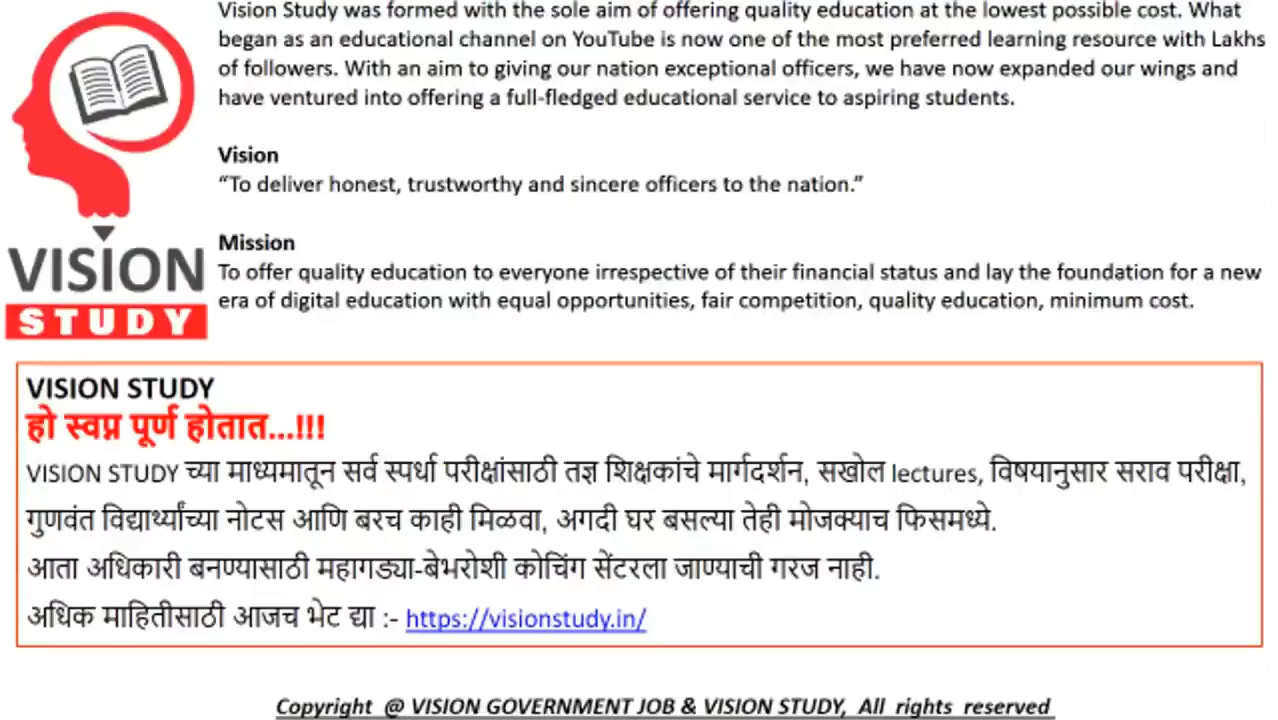 Vision Study was formed with the sole aim of offering quality education at the lowest possible cost. What
began as an educational channel on YouTube is now one of the most preferred learning resource with Lakhs
of followers. With an aim to giving our nation exceptional officers, we have now expanded our wings and
have ventured into offering a full-fledged educational service to aspiring students.
Vision
“To deliver honest, trustworthy and sincere officers to the nation.”
Mission
To offer quality education to everyone irrespective of their financial status and lay the foundation for a new
era of digital education with equal opportunities, fair competition, quality education, minimum cost.
VISION
STUDY
VISION STUDY
हो स्वप्न पूर्ण होतात...!!!
VISION STUDY च्या माध्यमातून सर्व स्पर्धा परीक्षांसाठी तज्ञ शिक्षकांचे मार्गदर्शन, सखोल lectures, विषयानुसार सराव परीक्षा,
गुणवंत विद्यार्थ्यांच्या नोटस आणि बरच काही मिळवा, अगदी घर बसल्या तेही मोजक्याच फिसमध्ये.
आता अधिकारी बनण्यासाठी महागड्या-बेभरोशी कोचिंग सेंटरला जाण्याची गरज नाही.
अधिक माहितीसाठी आजच भेट द्या :- https://visionstudy.in/
Copyright @ VISION GOVERNMENT JOB & VISION STUDY, All rights reserved